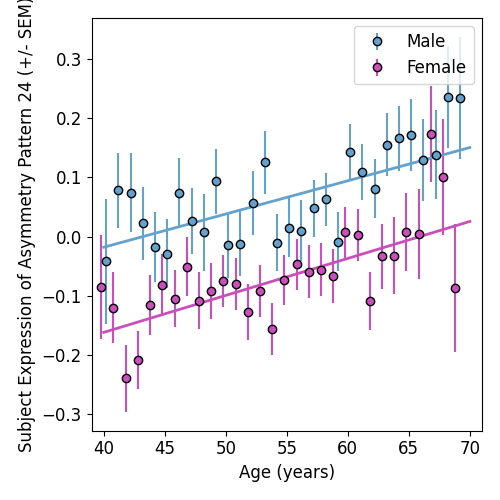 Subject Expression of Asymmetry Pattern 24 (+/- SEM)
0.3
0.2
0.1
0.0
−0.1
−0.2
−0.3
Male
Female
40 45 50 55 60 65 70
Age (years)